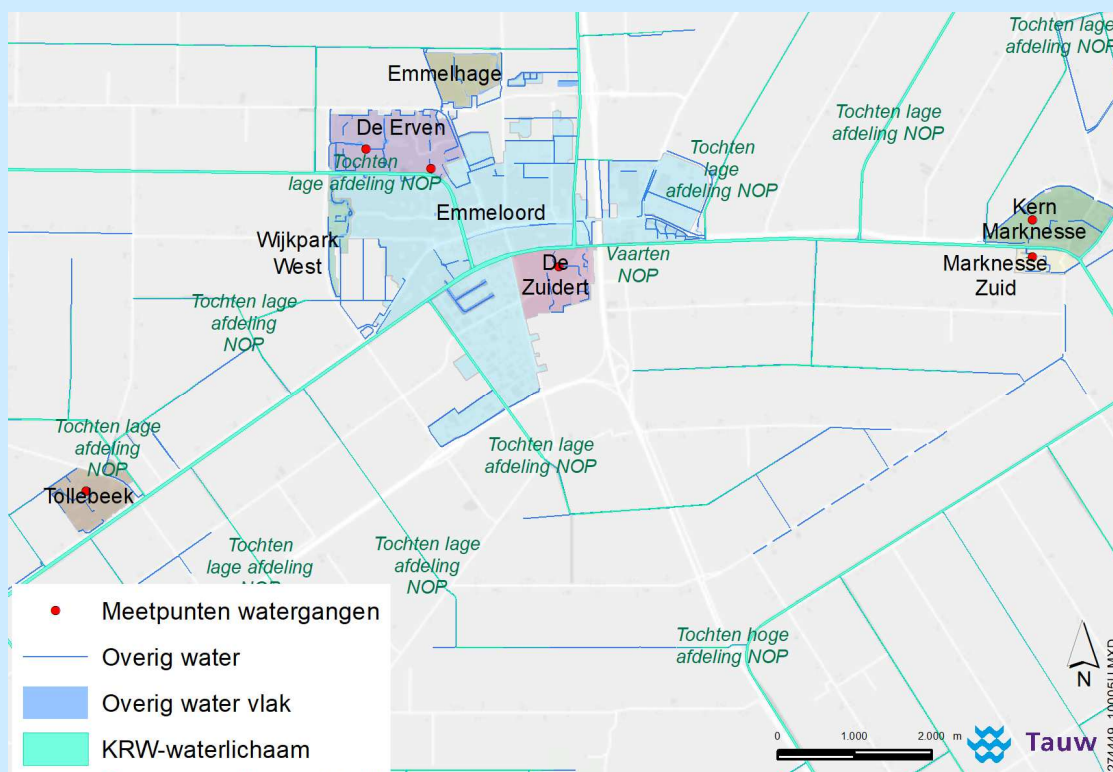 Tochten lage
afdeling NOP
Emmelhage
De Erven
Tochten lage
afdeling NOP
Tochten
lage
afdeling NOP
Tochten
lage afdeling NOP
Emmeloord
Kern
Marknesse
Wijkpark
West
Vaarten
NOP
De
Zuidert
Marknesse
Zuid
Tochten lage
afdeling
NOP
Tochten lage
afdeling
NOP
Tochten lage
afdeling NOP
Tollebeek
Tochten
lage afdeling
NOP
Tochten lage
afdeling
NOP
Tochten hoge
afdeling NOP
Meetpunten watergangen
Overig water
Overig water vlak
KRW-waterlichaam
N
0 1.000 2.000 m
Tauw